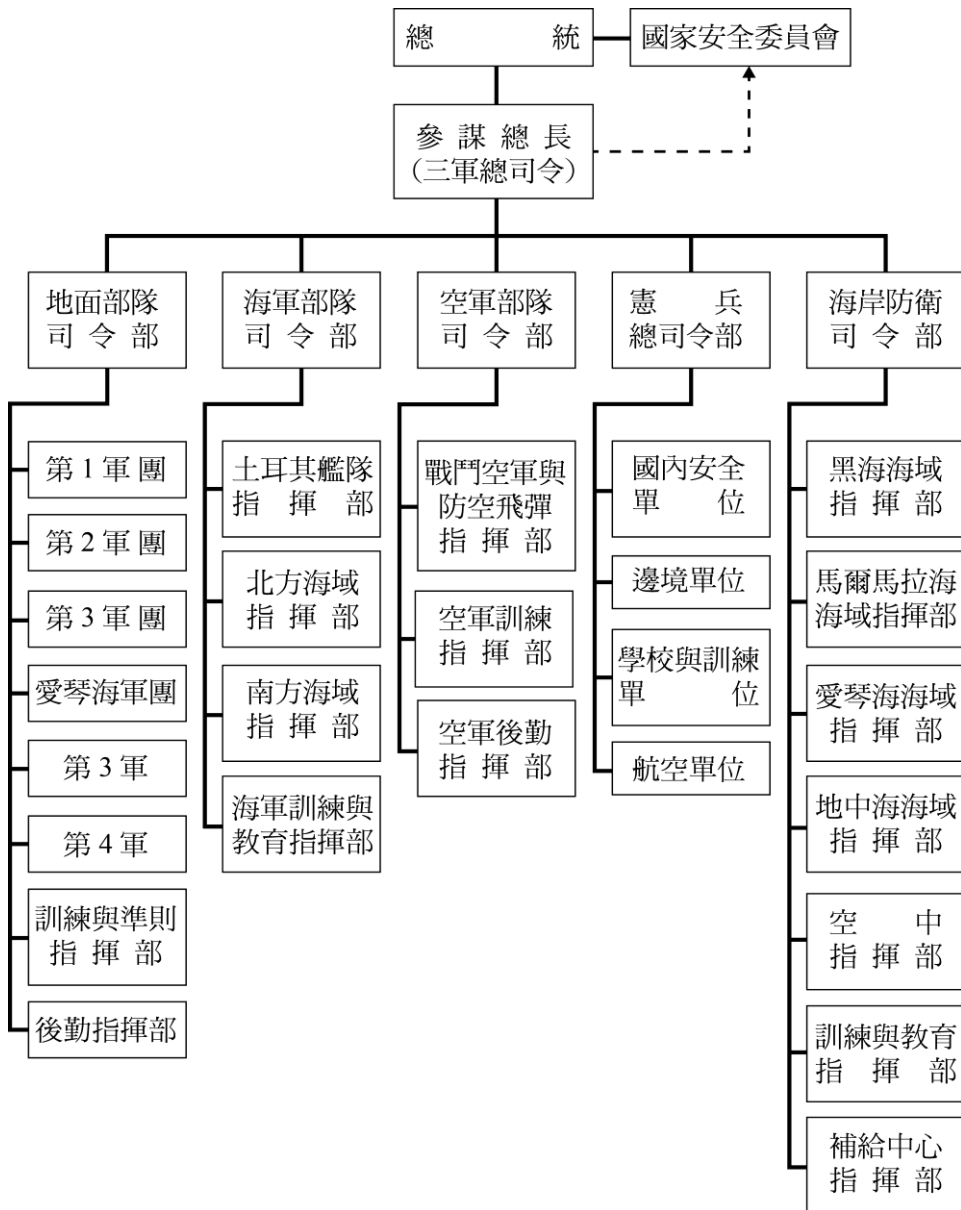 總統
國家安全委員會
參謀總長
(三軍總司令)
地面部隊
司令部
海軍部隊
司令部
空軍部隊
司令部
憲兵
總司令部
海岸防衛
司令部
第1軍團
第2軍團
第3軍團
愛琴海軍團
第3軍
第4軍
訓練與準則
指揮部
後勤指揮部
土耳其艦隊
指揮部
北方海域
指揮部
南方海域
指揮部
海軍訓練與
教育指揮部
戰鬥空軍與
防空飛彈
指揮部
空軍訓練
指揮部
空軍後勤
指揮部
國內安全
單位
邊境單位
學校與訓練
單位
航空單位
黑海海域
指揮部
馬爾馬拉海
海域指揮部
愛琴海海域
指揮部
地中海海域
指揮部
空中
指揮部
訓練與教育
指揮部
補給中心
指揮部